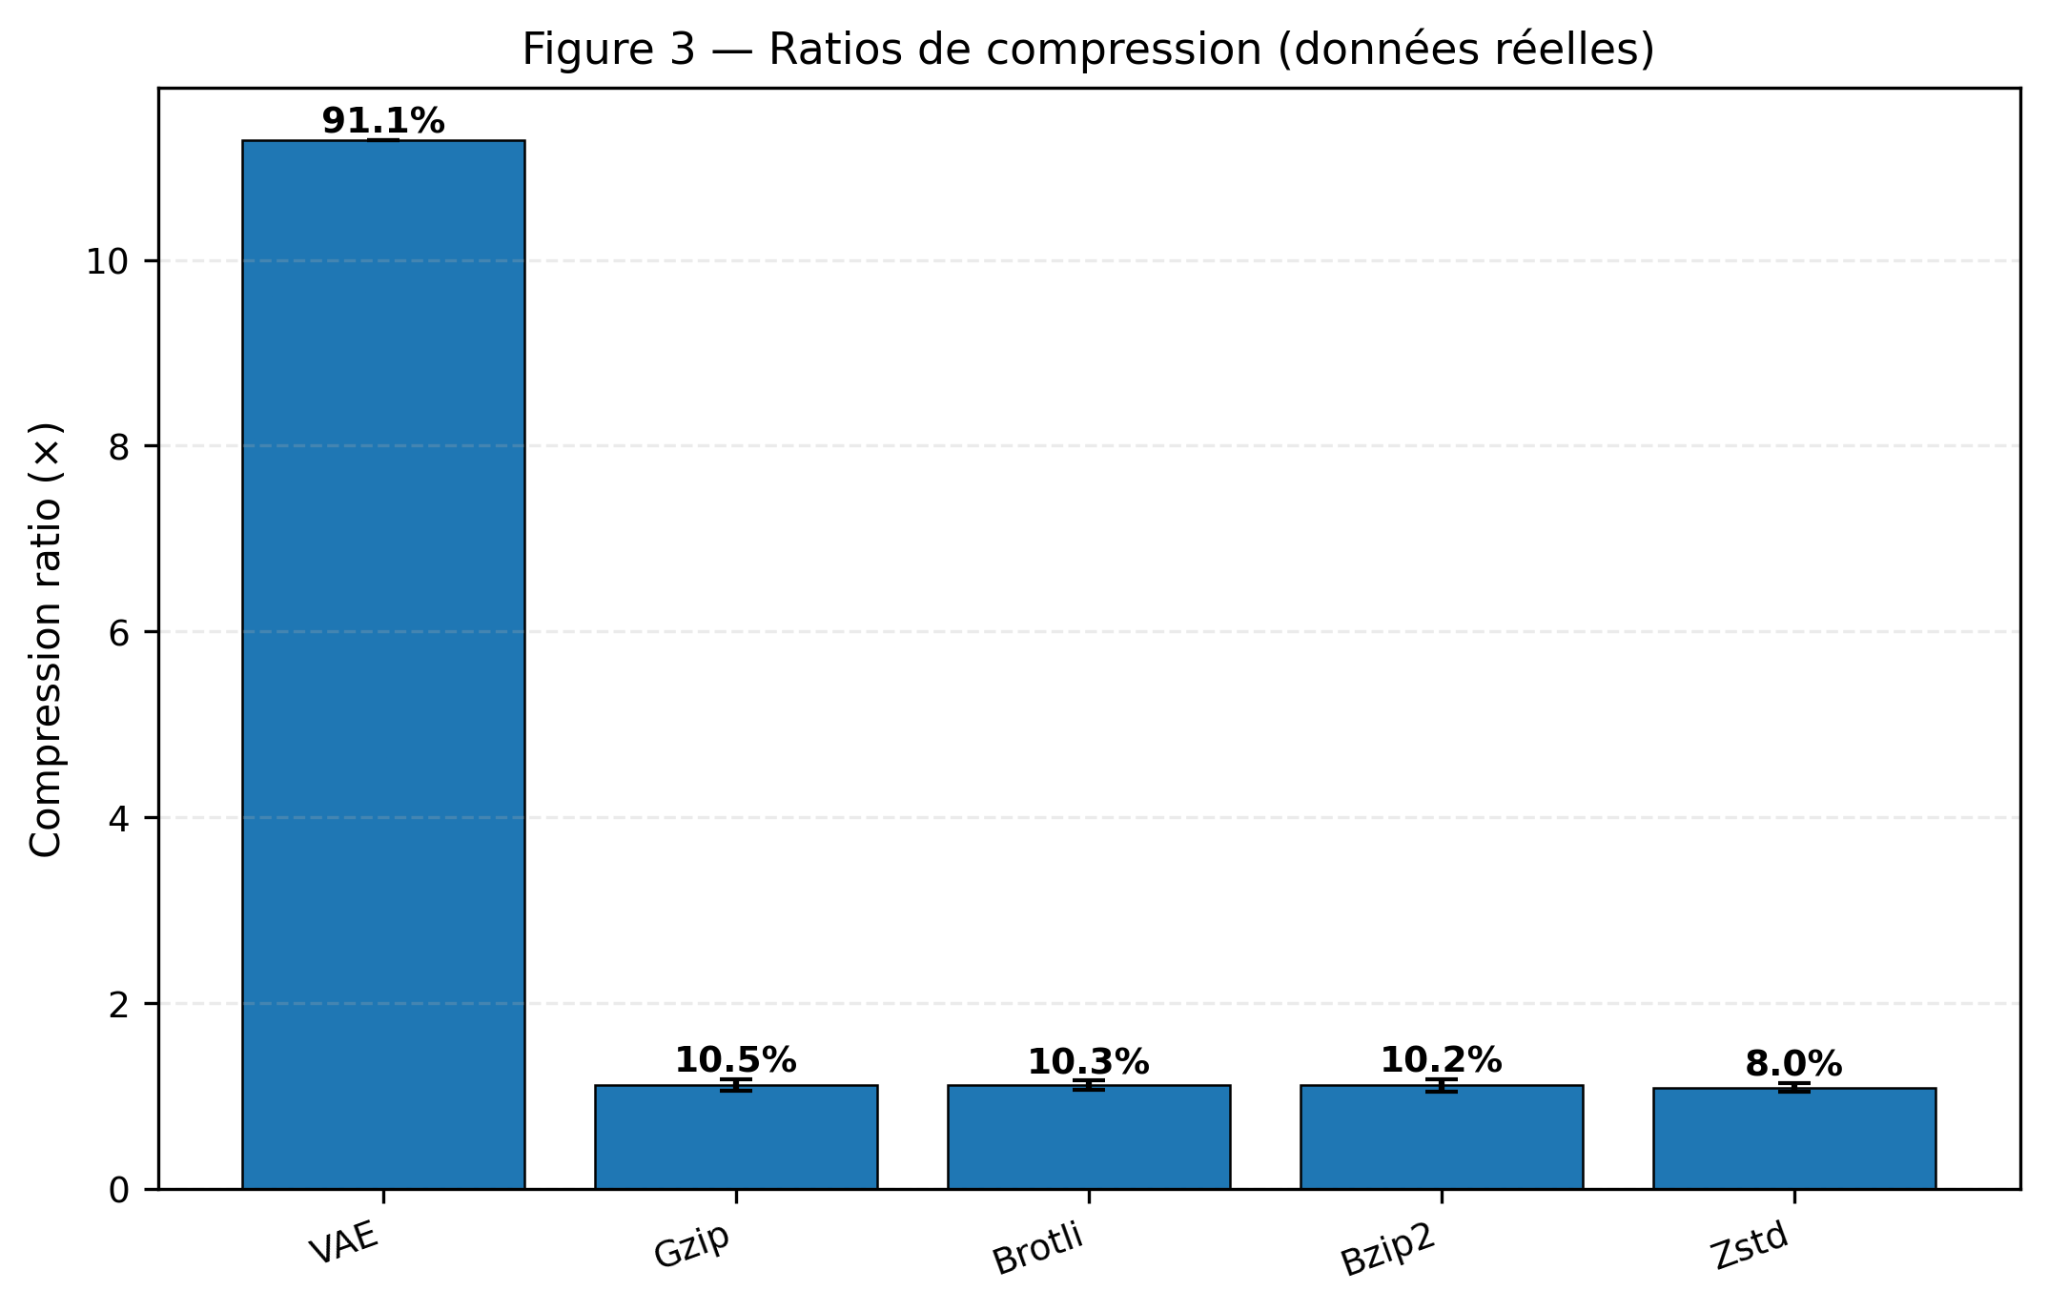 Figure 3 — Ratios de compression (données réelles)
Compression ratio (×)
10
8
6
4
2
0
91.1%
10.5%
10.3%
10.2%
8.0%
VAE
Gzip
Brotli
Bzip2
Zstd